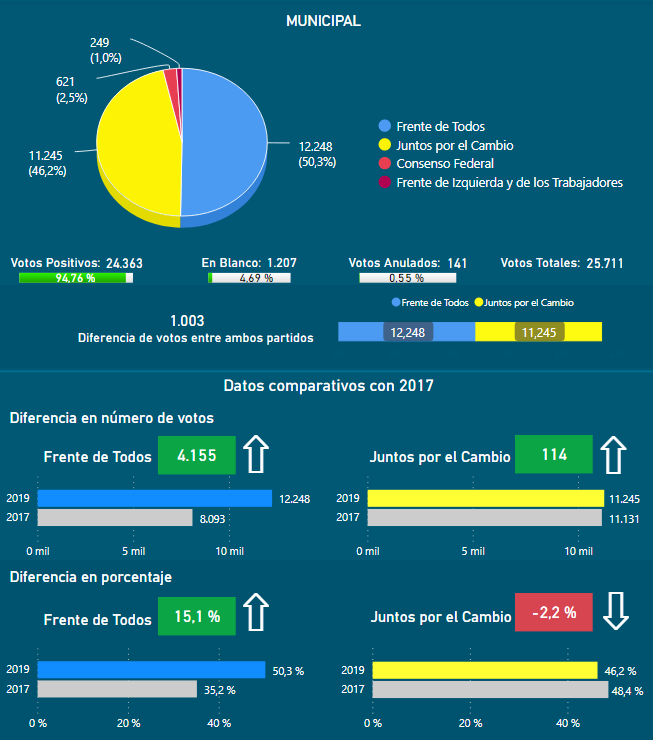 MUNICIPAL
249
(1,0%)
621
(2,5%)
11.245
(46,2%)
12.248
(50,3%)
Frente de Todos
Juntos por el Cambio
Consenso Federal
Frente de Izquierda y de los Trabajadores
Votos Positivos: 24.363
94,76 %
En Blanco: 1.207
4,69 %
Votos Anulados: 141
0,55 %
Votos Totales: 25.711
1.003
Diferencia de votos entre ambos partidos
Frente de Todos Juntos por el Cambio
12,248 11,245
Datos comparativos con 2017
Diferencia en número de votos
Frente de Todos 4.155
2019 12.248
2017 8.093
0 mil 5 mil 10 mil
Juntos por el Cambio 114
2019 11.245
2017 11.131
0 mil 5 mil 10 mil
Diferencia en porcentaje
Frente de Todos 15,1 %
2019 50,3 %
2017 35,2 %
0 % 20 % 40 %
Juntos por el Cambio -2,2 %
2019 46,2 %
2017 48,4 %
0 % 20 % 40 %